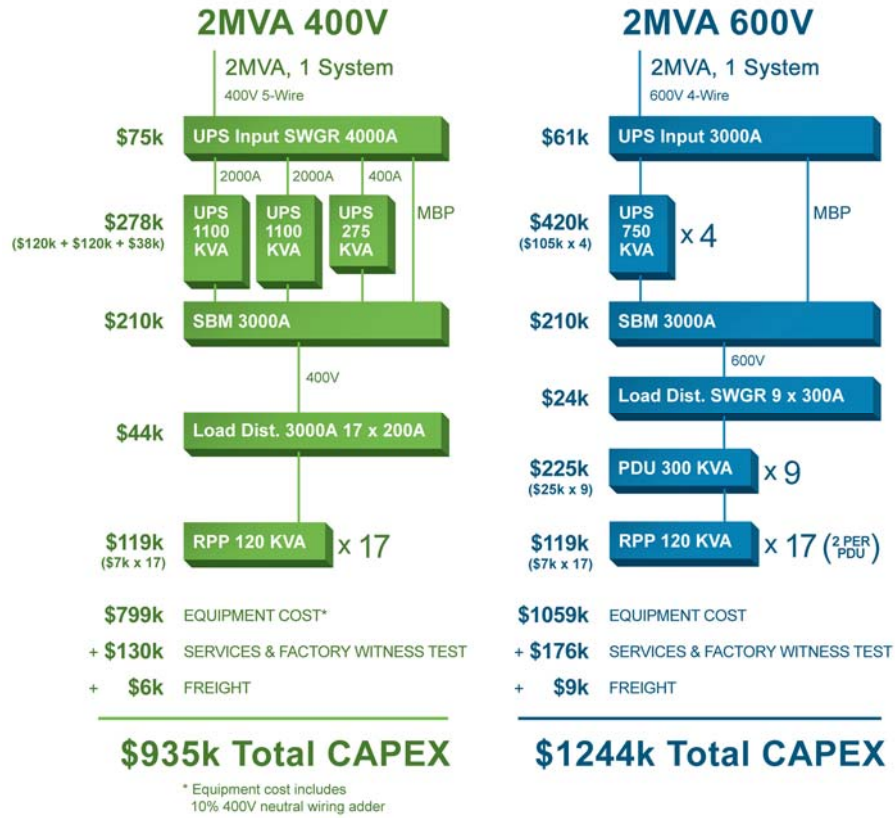 2MVA 400V
2MVA, 1 System
400V 5-Wire
$75k
UPS Input SWGR 4000A
2000A
2000A
400A
MBP
$278k
($120k + $120k + $38k)
UPS
1100
KVA
UPS
1100
KVA
UPS
275
KVA
$210k
SBM 3000A
400V
$44k
Load Dist. 3000A 17 x 200A
$119k
($7k x 17)
RPP 120 KVA
x 17
$799k EQUIPMENT COST*
+ $130k SERVICES & FACTORY WITNESS TEST
+ $6k FREIGHT
$935k Total CAPEX
* Equipment cost includes
10% 400V neutral wiring adder
2MVA 600V
2MVA, 1 System
600V 4-Wire
$61k
UPS Input 3000A
MBP
$420k
($105k x 4)
UPS
750
KVA
x 4
$210k
SBM 3000A
600V
$24k
Load Dist. SWGR 9 x 300A
$225k
($25k x 9)
PDU 300 KVA
x 9
$119k
($7k x 17)
RPP 120 KVA
x 17 (2 PER
PDU)
$1059k EQUIPMENT COST
+ $176k SERVICES & FACTORY WITNESS TEST
+ $9k FREIGHT
$1244k Total CAPEX